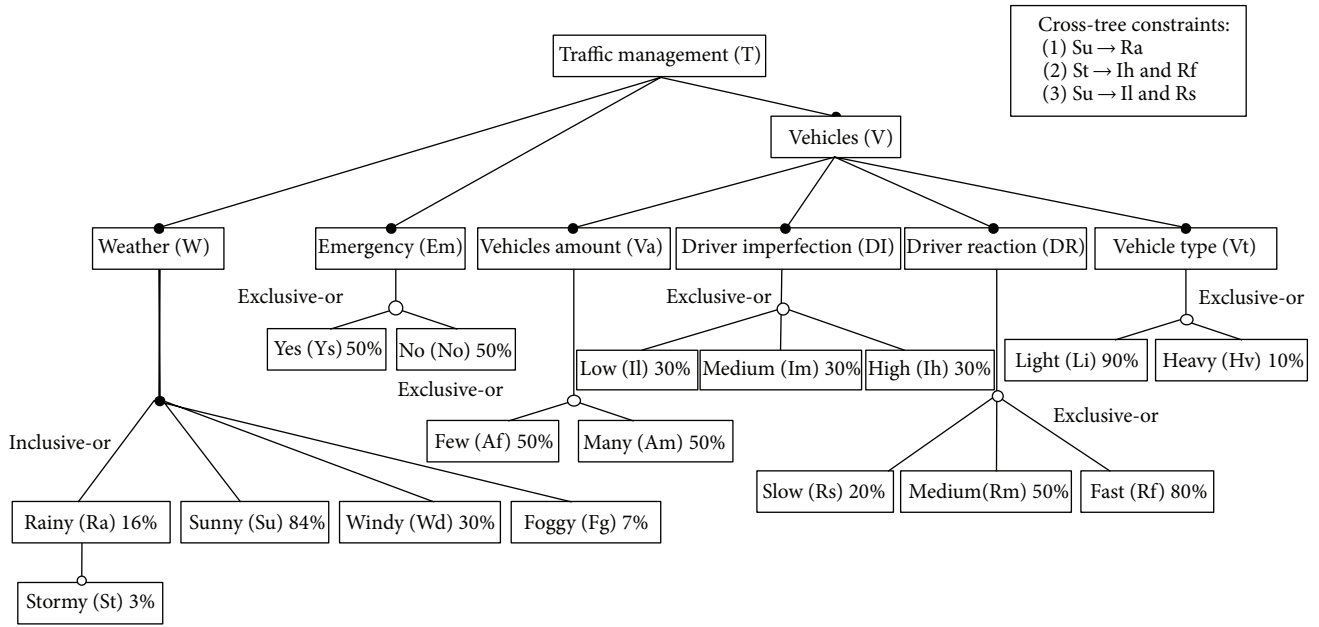 Cross-tree constraints:
(1) Su → Ra
(2) St → Ih and Rf
(3) Su → Il and Rs
Traffic management (T)
Vehicles (V)
Weather (W)
Emergency (Em)
Vehicles amount (Va)
Driver imperfection (DI)
Driver reaction (DR)
Vehicle type (Vt)
Exclusive-or
Exclusive-or
Exclusive-or
Yes (Ys) 50%
No (No) 50%
Low (Il) 30%
Medium (Im) 30%
High (Ih) 30%
Light (Li) 90%
Heavy (Hv) 10%
Exclusive-or
Exclusive-or
Inclusive-or
Few (Af) 50%
Many (Am) 50%
Slow (Rs) 20%
Medium(Rm) 50%
Fast (Rf) 80%
Rainy (Ra) 16%
Sunny (Su) 84%
Windy (Wd) 30%
Foggy (Fg) 7%
Stormy (St) 3%